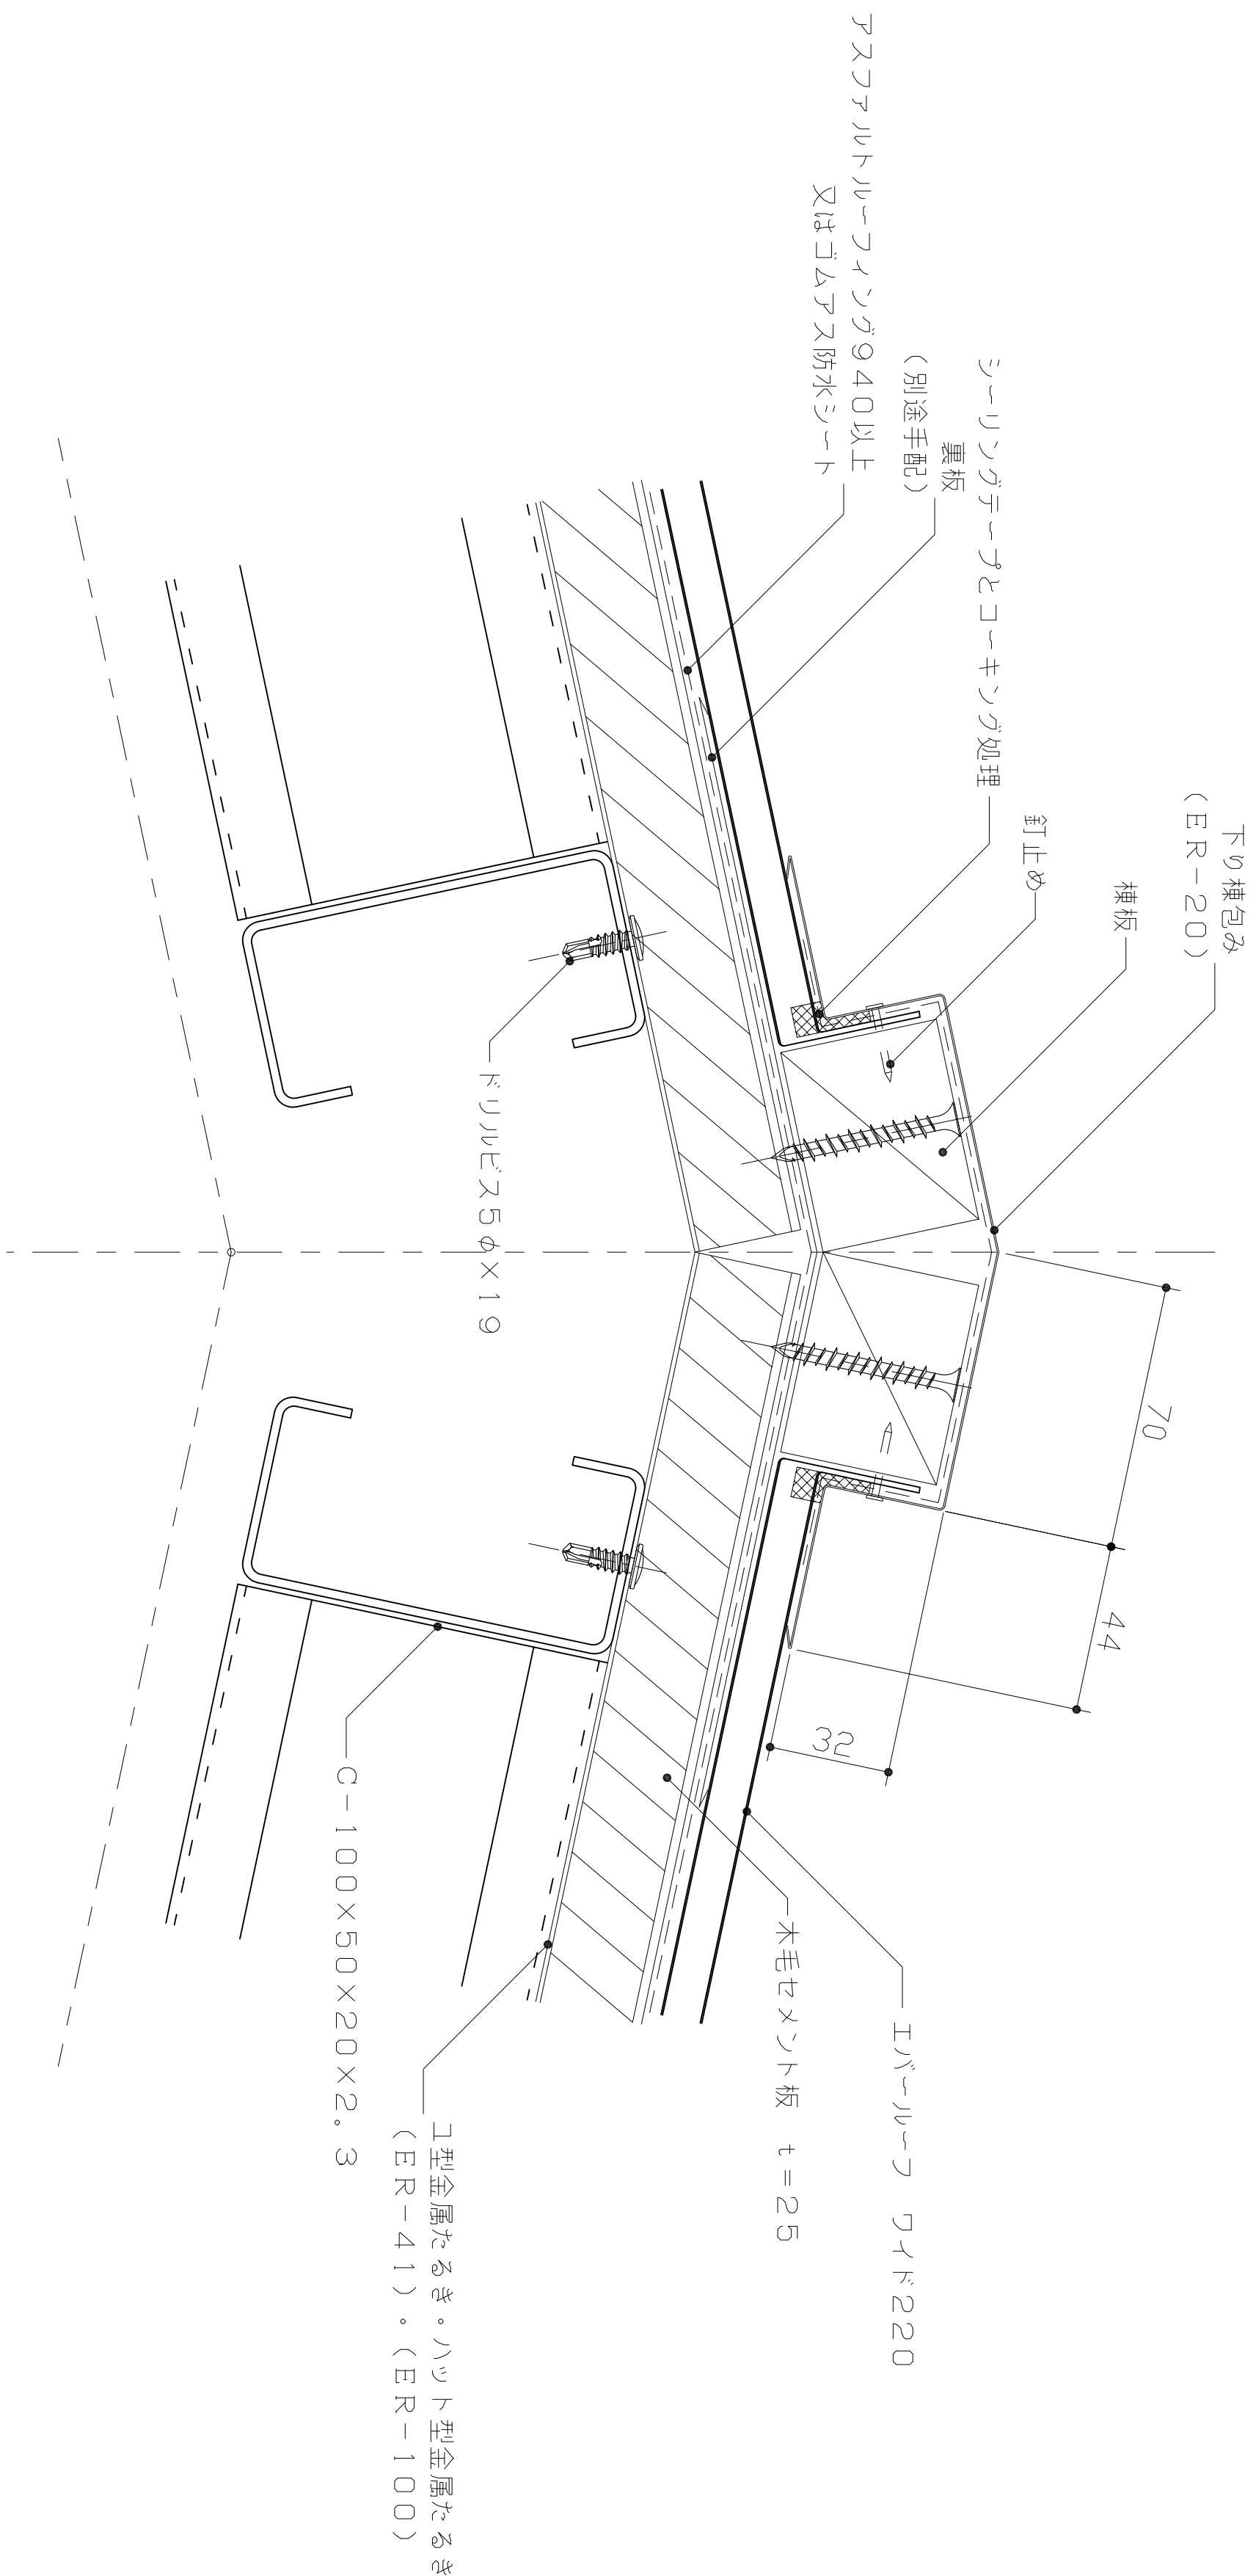 下り棟包み
(ER-20)
棟板
釘止め
シーリングテープとコーキング処理
裏板
(別途手配)
アスファルトルーフィング940以上
又はゴムアス防水シート
70
44
32
ドリルビス5φ×19
エバールーフ ワイド220
木毛セメント板 t=25
C-100×50×20×2.3
エ型金属たるき・ハット型金属たるき
(ER-41)・(ER-100)